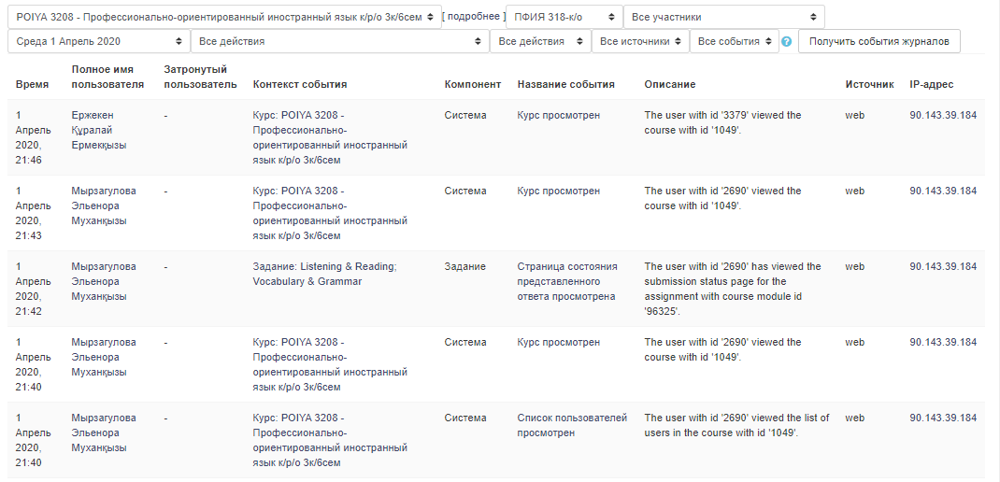 POIYA 3208 - Профессионально-ориентированный иностранный язык к/р/о 3к/6сем [ подробнее ] ПФИЯ 318-к/о Все участники
Среда 1 Апрель 2020 Все действия Все действия Все источники Все события ? Получить события журналов
Время Полное имя пользователя Затронутый пользователь Контекст события Компонент Название события Описание Источник IP-адрес
1 Ержекен - Курс: POIYA 3208 - Система Курс просмотрен The user with id '3379' viewed the web 90.143.39.184
Апрель Құралай Профессионально- course with id '1049'.
2020, Ермекқызы ориентированный иностранный
21:46 язык к/р/о 3к/6сем
1 Мырзагулова - Курс: POIYA 3208 - Система Курс просмотрен The user with id '2690' viewed the web 90.143.39.184
Апрель Эльенора Профессионально- course with id '1049'.
2020, Муханқызы ориентированный иностранный
21:43 язык к/р/о 3к/6сем
1 Мырзагулова - Задание: Listening & Reading; Задание Страница состояния The user with id '2690' has viewed the web 90.143.39.184
Апрель Эльенора Vocabulary & Grammar представленного submission status page for the
2020, Муханқызы ответа просмотрена assignment with course module id
21:42 '96325'.
1 Мырзагулова - Курс: POIYA 3208 - Система Курс просмотрен The user with id '2690' viewed the web 90.143.39.184
Апрель Эльенора Профессионально- course with id '1049'.
2020, Муханқызы ориентированный иностранный
21:40 язык к/р/о 3к/6сем
1 Мырзагулова - Курс: POIYA 3208 - Система Список пользователей The user with id '2690' viewed the list of web 90.143.39.184
Апрель Эльенора Профессионально- просмотрен users in the course with id '1049'.
2020, Муханқызы ориентированный иностранный
21:40 язык к/р/о 3к/6сем